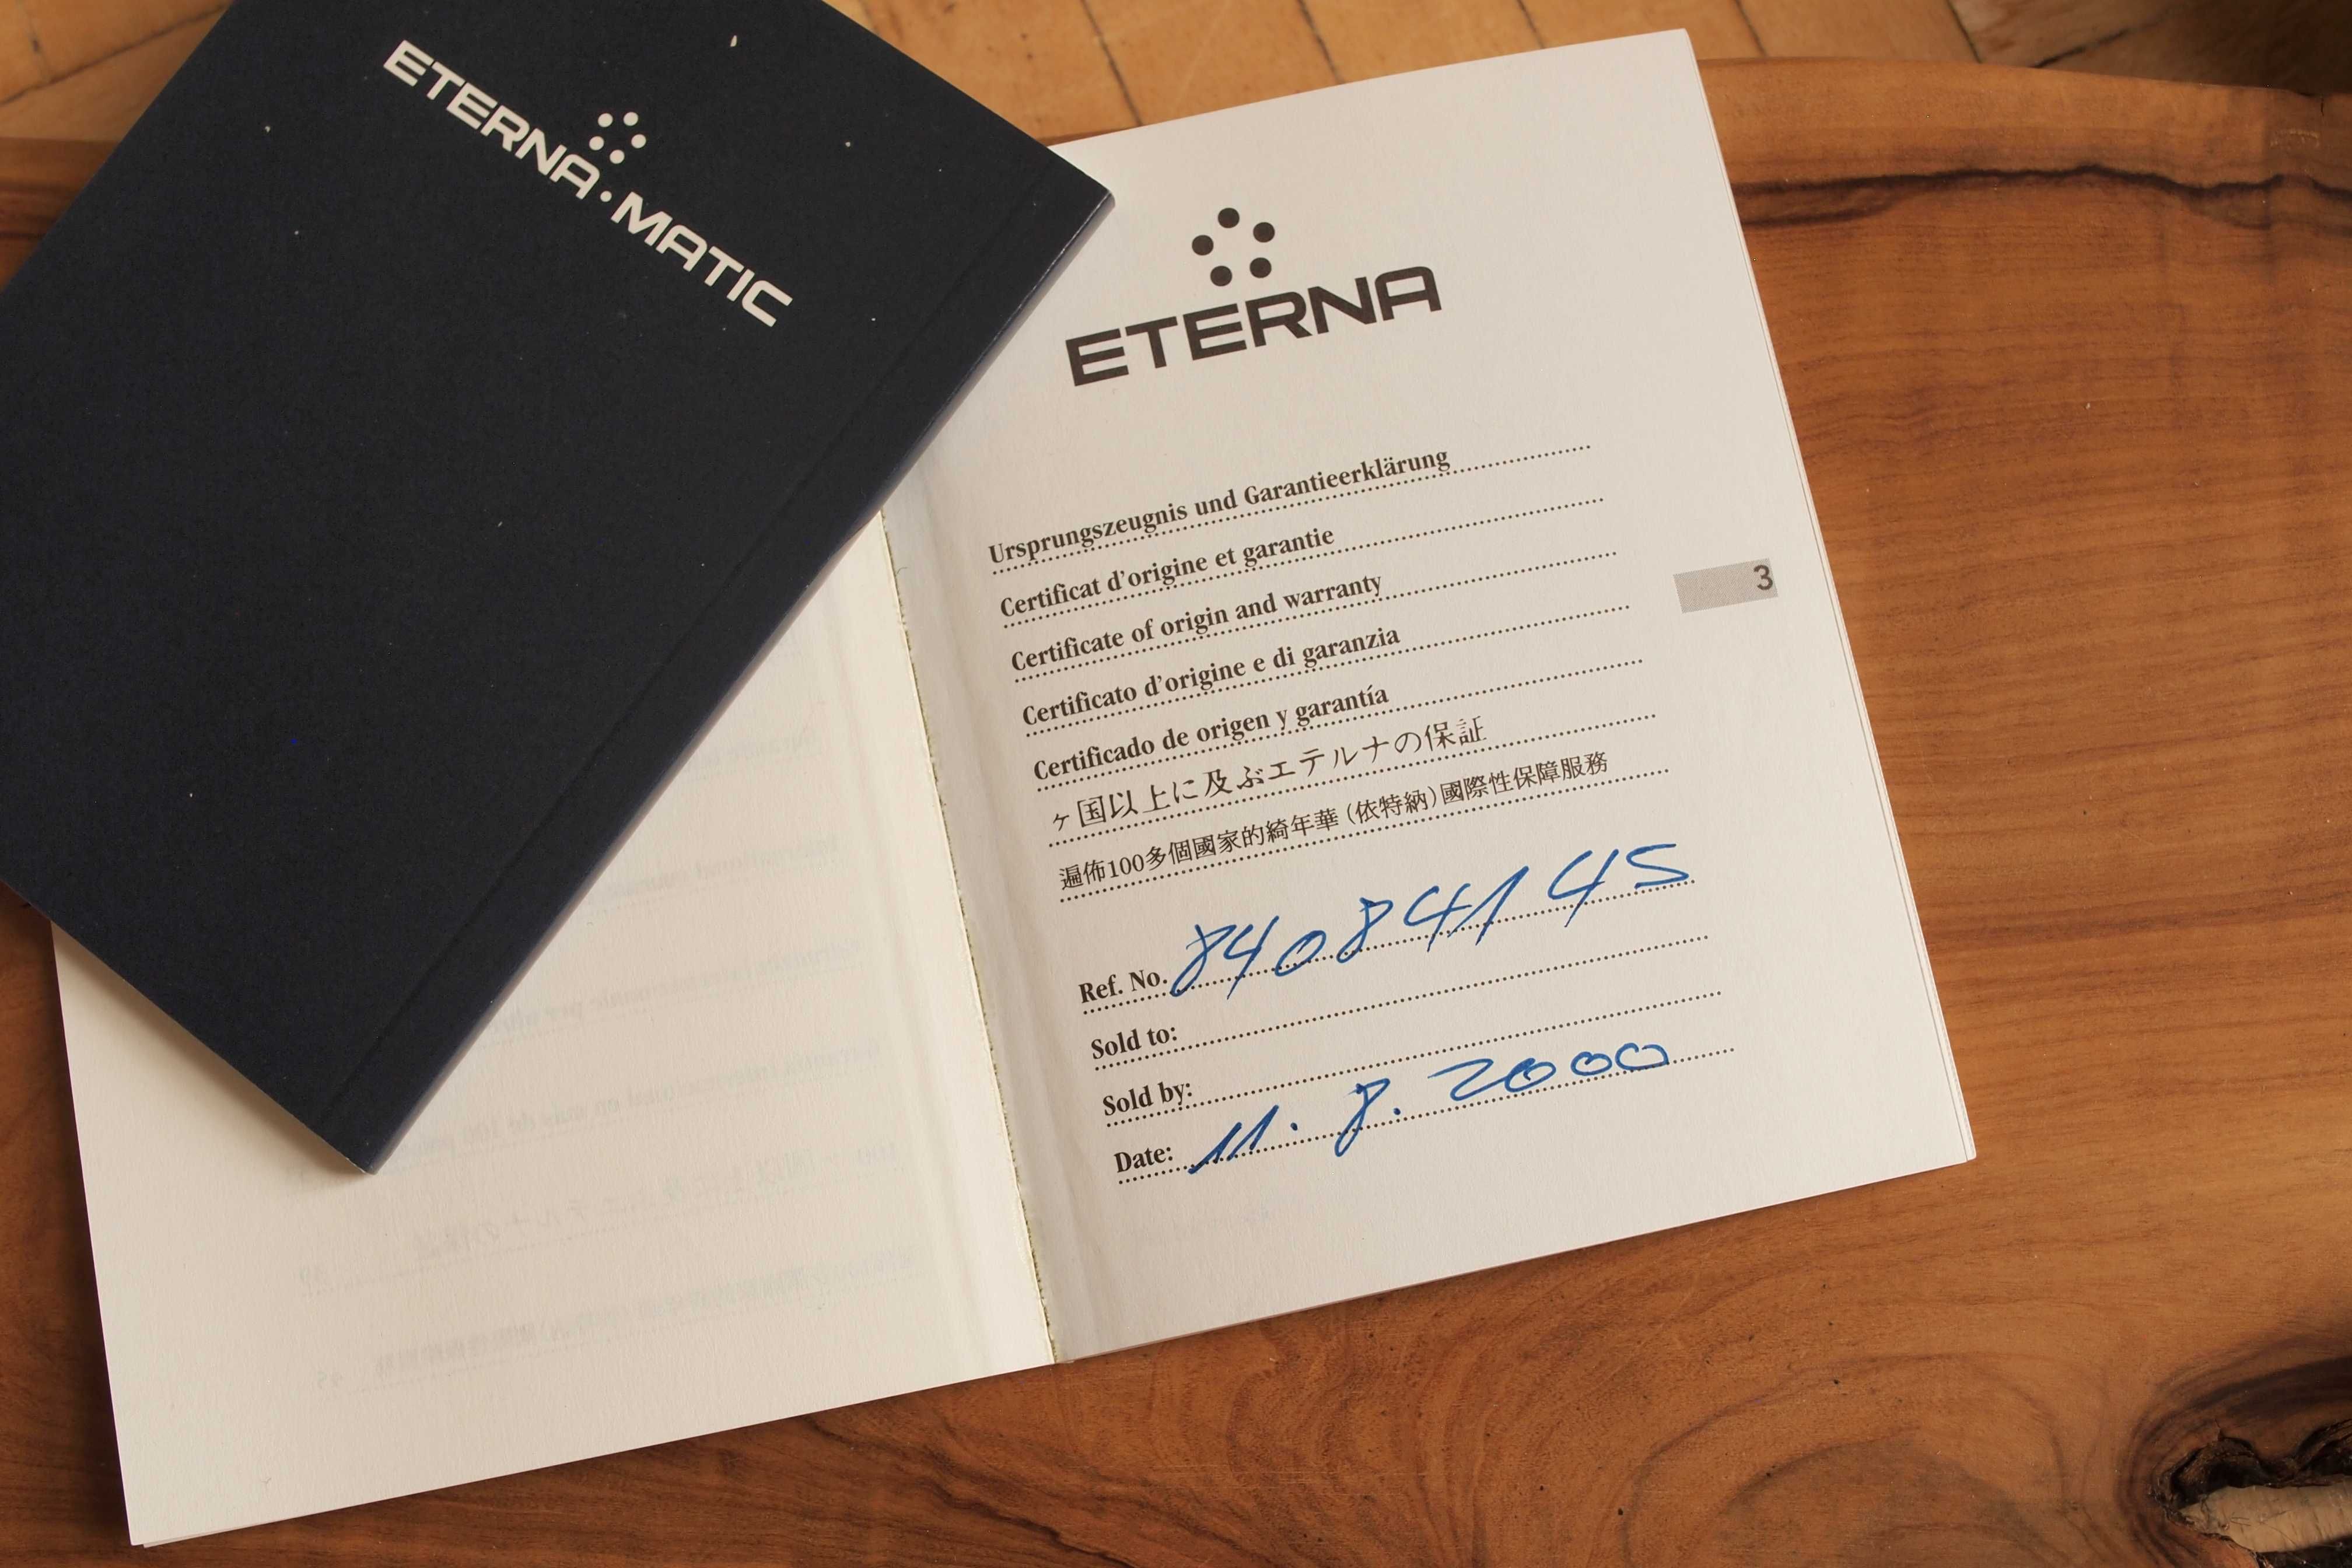 ETERNA·MATIC
ETERNA
Ursprungszeugnis und Garantieerklärung
Certificat d'origine et garantie
Certificate of origin and warranty
Certificato d'origine e di garanzia
Certificado de origen y garantía
ヶ国以上に及ぶエテルナの保証
遍佈100多個國家的綺年華(依特納)國際性保障服務
3
Ref. No. 8408 41 45
Sold to:
Sold by:
Date: 11. 8. 2000